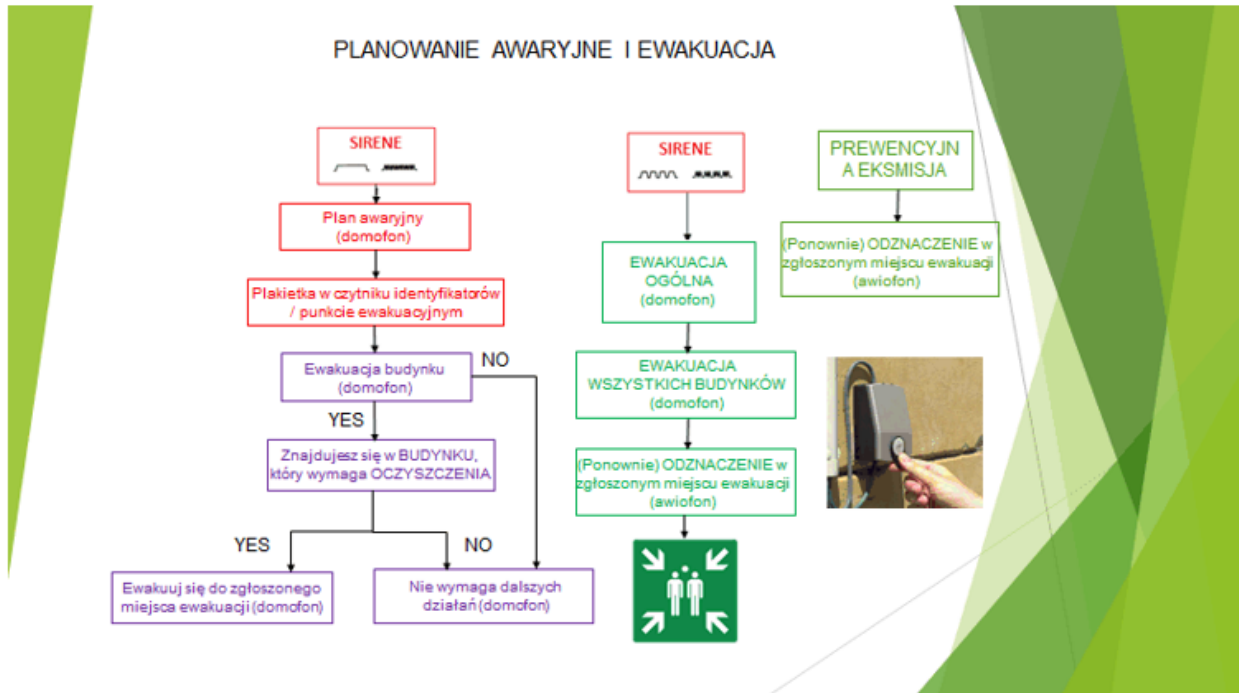 PLANOWANIE AWARYJNE I EWAKUACJA
SIRENE
Plan awaryjny
(domofon)
Plakietka w czytniku identyfikatorów
/ punkcie ewakuacyjnym
Ewakuacja budynku
(domofon)
NO
YES
Znajdujesz się w BUDYNKU,
który wymaga OCZYSZCZENIA
YES
NO
Ewakuuj się do zgłoszonego
miejsca ewakuacji (domofon)
Nie wymaga dalszych
działań (domofon)
SIRENE
EWAKUACJA
OGÓLNA
(domofon)
EWAKUACJA
WSZYSTKICH BUDYNKÓW
(domofon)
(Ponownie) ODZNACZENIE w
zgłoszonym miejscu ewakuacji
(awiofon)
PREWENCYJN
A EKSMISJA
(Ponownie) ODZNACZENIE w
zgłoszonym miejscu ewakuacji
(awiofon)